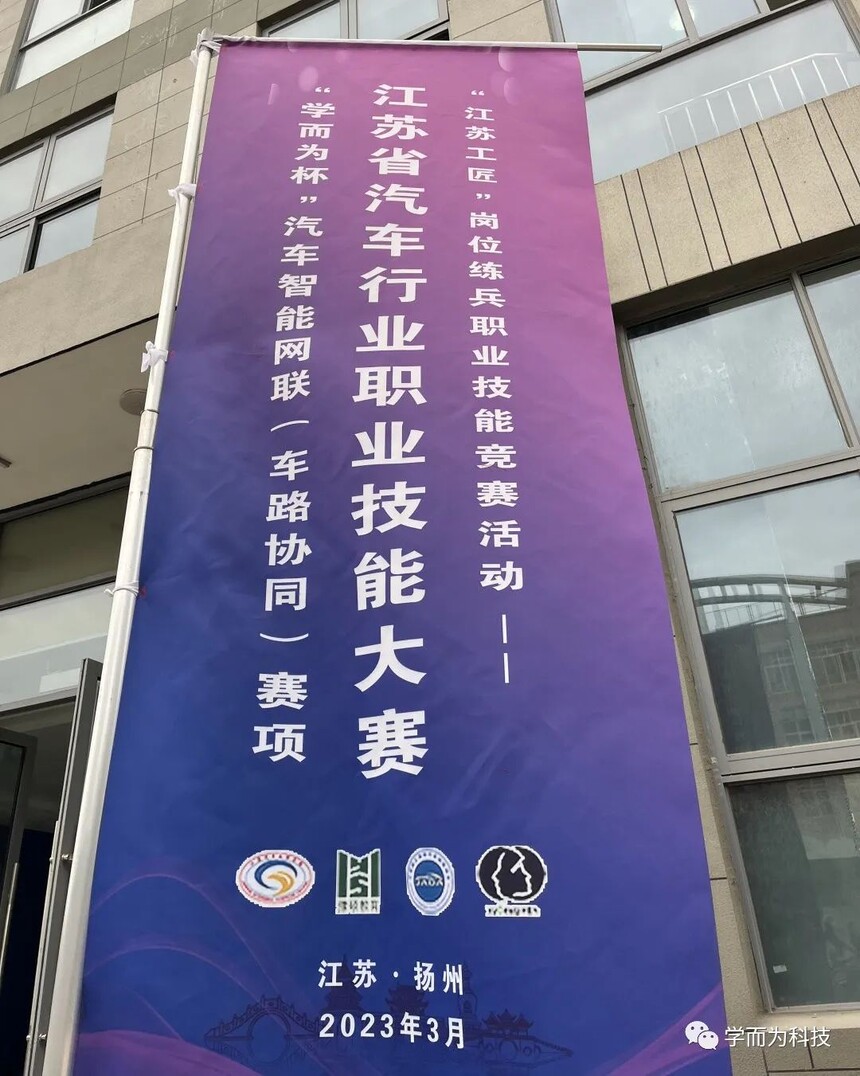 “江苏工匠”岗位练兵职业技能竞赛活动——
江苏省汽车行业职业技能大赛
“学而为杯”汽车智能网联（车路协同）赛项
JADA
江苏·扬州
2023年3月
学而为科技